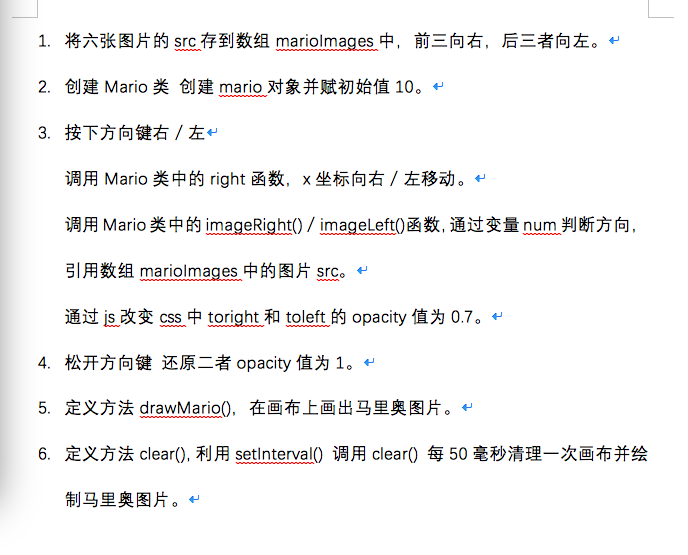 1. 将六张图片的 src 存到数组 marioImages 中，前三向右，后三者向左。
2. 创建 Mario 类 创建 mario 对象并赋初始值 10。
3. 按下方向键右 / 左
调用 Mario 类中的 right 函数，x 坐标向右 / 左移动。
调用 Mario 类中的 imageRight() / imageLeft()函数,通过变量 num 判断方向，
引用数组 marioImages 中的图片 src。
通过 js 改变 css 中 toright 和 toleft 的 opacity 值为 0.7。
4. 松开方向键 还原二者 opacity 值为 1。
5. 定义方法 drawMario()，在画布上画出马里奥图片。
6. 定义方法 clear(), 利用 setInterval() 调用 clear() 每 50 毫秒清理一次画布并绘
制马里奥图片。